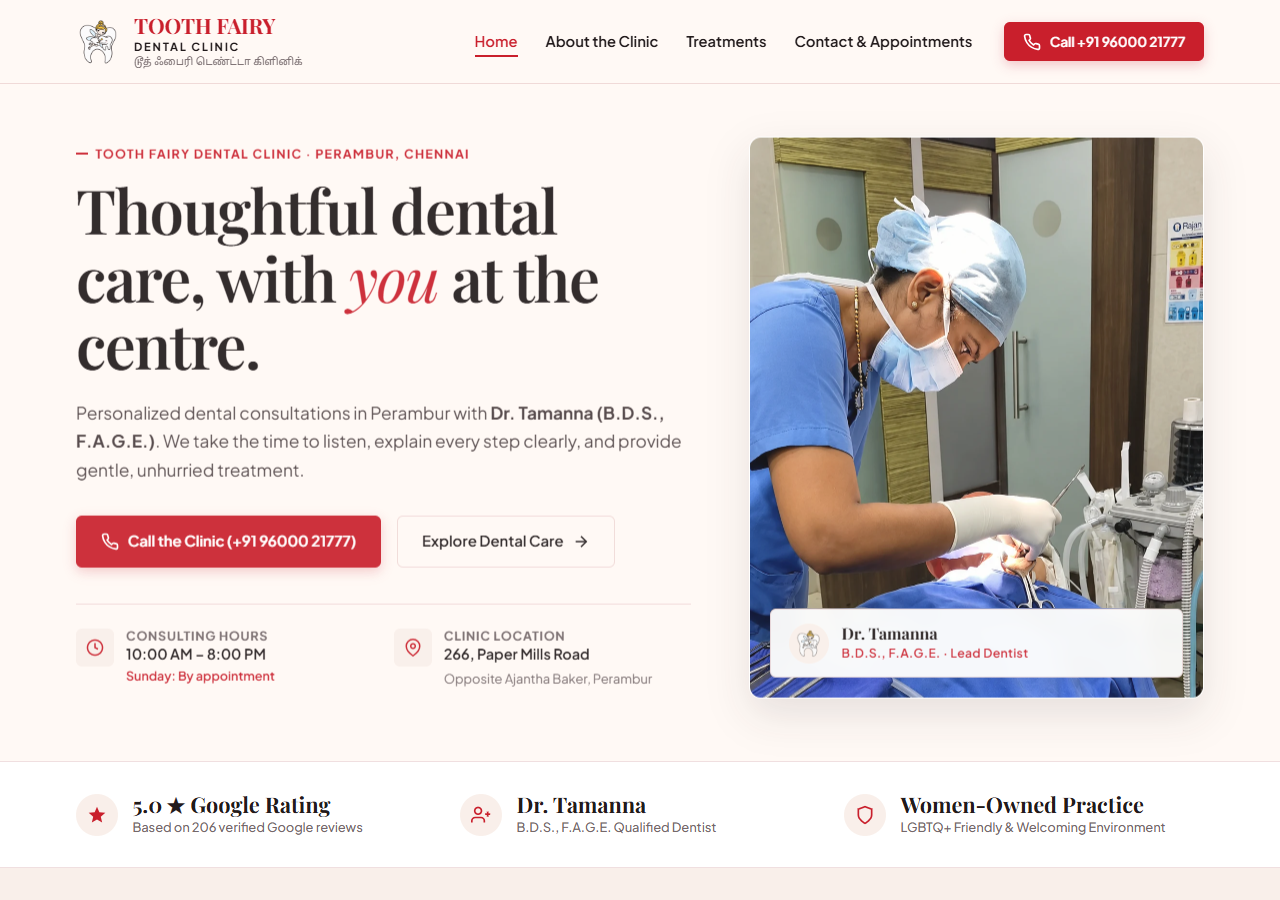 TOOTH FAIRY
DENTAL CLINIC
டூத் ஃபைரி டெண்ட்டா கிளினிக்
Home
About the Clinic
Treatments
Contact & Appointments
Call +91 96000 21777
TOOTH FAIRY DENTAL CLINIC · PERAMBUR, CHENNAI
Thoughtful dental
care, with you at the
centre.
Personalized dental consultations in Perambur with Dr. Tamanna (B.D.S.,
F.A.G.E.). We take the time to listen, explain every step clearly, and provide
gentle, unhurried treatment.
Call the Clinic (+91 96000 21777)
Explore Dental Care →
CONSULTING HOURS
10:00 AM – 8:00 PM
Sunday: By appointment
CLINIC LOCATION
266, Paper Mills Road
Opposite Ajantha Baker, Perambur
Rajan
Dr. Tamanna
B.D.S., F.A.G.E. · Lead Dentist
5.0 ★ Google Rating
Based on 206 verified Google reviews
Dr. Tamanna
B.D.S., F.A.G.E. Qualified Dentist
Women-Owned Practice
LGBTQ+ Friendly & Welcoming Environment